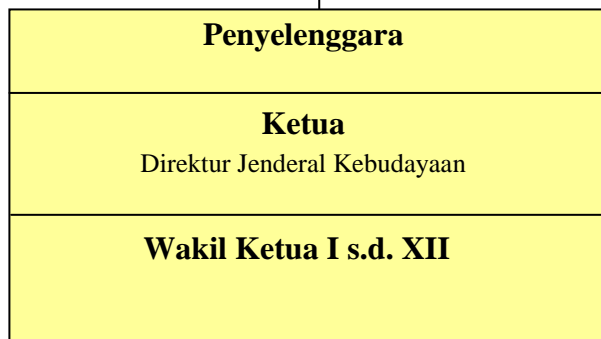 Penyelenggara
Ketua
Direktur Jenderal Kebudayaan
Wakil Ketua I s.d. XII